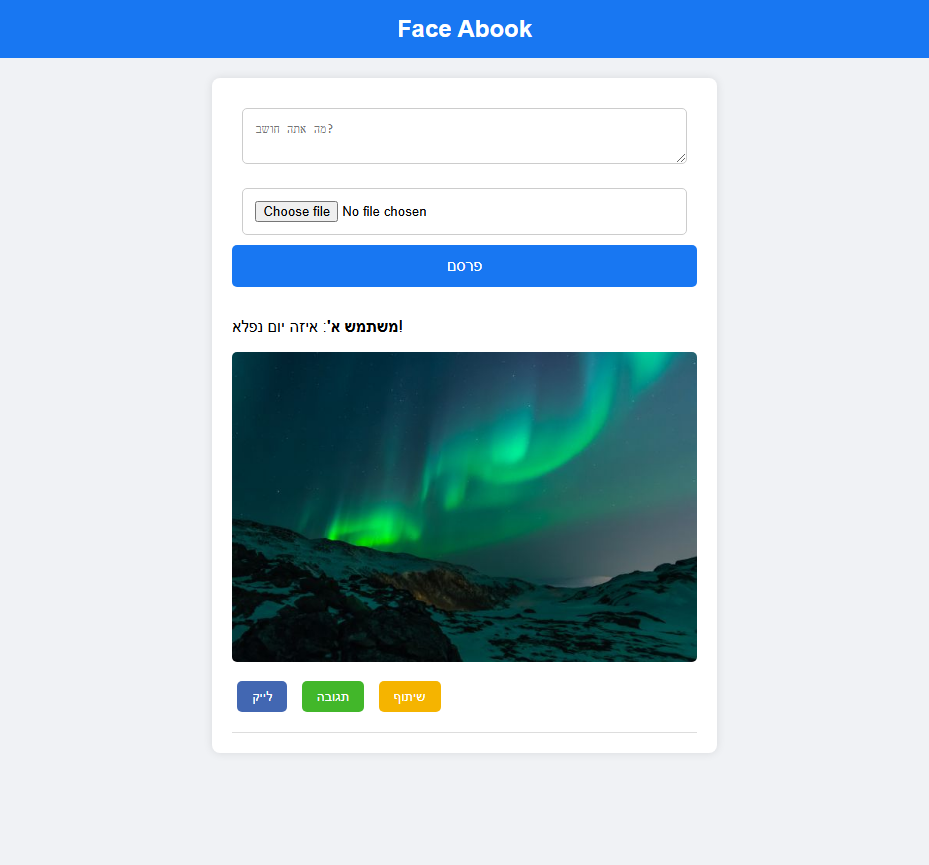 Face Abook
מה אתה חושב?
Choose file No file chosen
פרסם
משתמש א': איזה יום נפלא!
לייק תגובה שיתוף